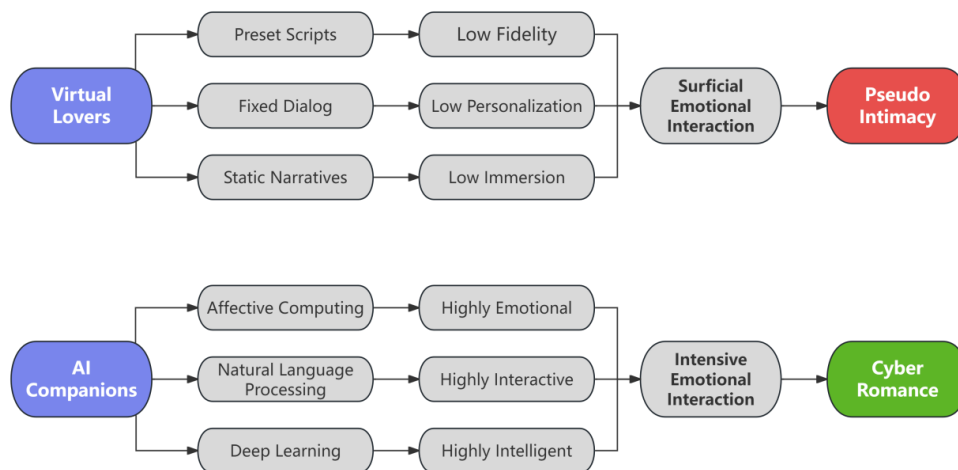 Preset Scripts
Low Fidelity
Virtual
Lovers
Fixed Dialog
Low Personalization
Surficial
Emotional
Interaction
Pseudo
Intimacy
Static Narratives
Low Immersion
Affective Computing
Highly Emotional
AI
Companions
Natural Language
Processing
Highly Interactive
Intensive
Emotional
Interaction
Cyber
Romance
Deep Learning
Highly Intelligent